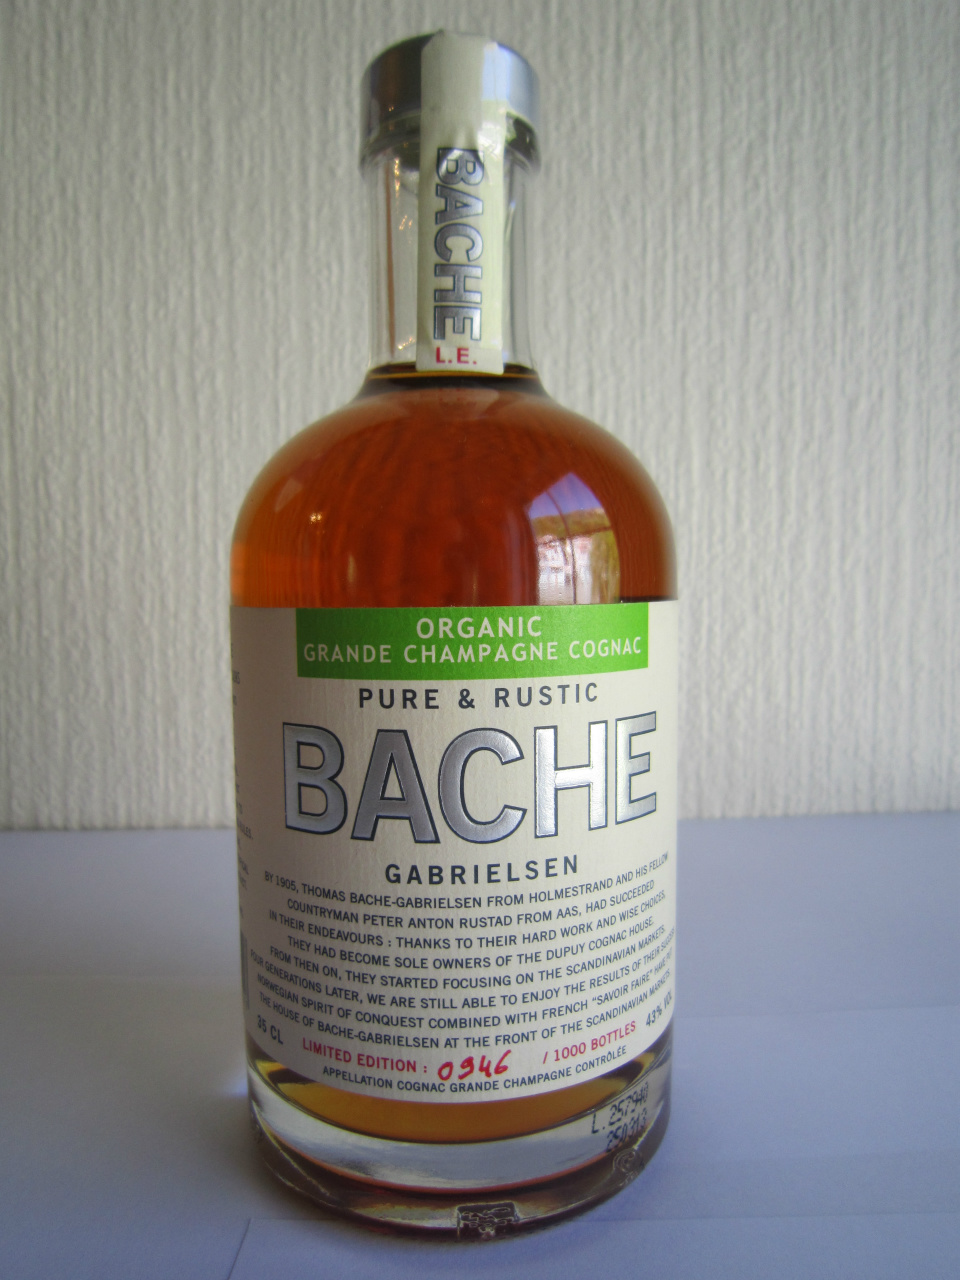 BACHE
L.E.
ORGANIC
GRANDE CHAMPAGNE COGNAC
PURE & RUSTIC
BACHE
GABRIELSEN
BY 1905, THOMAS BACHE-GABRIELSEN FROM HOLMESTRAND AND HIS FELLOW
COUNTRYMAN PETER ANTON RUSTAD FROM AAS, HAD SUCCEEDED
IN THEIR ENDEAVOURS : THANKS TO THEIR HARD WORK AND WISE CHOICES,
THEY HAD BECOME SOLE OWNERS OF THE DUPUY COGNAC HOUSE.
FROM THEN ON, THEY STARTED FOCUSING ON THE SCANDINAVIAN MARKETS.
FOUR GENERATIONS LATER, WE ARE STILL ABLE TO ENJOY THE RESULTS OF THEIR
NORWEGIAN SPIRIT OF CONQUEST COMBINED WITH FRENCH "SAVOIR FAIRE" HAVE
THE HOUSE OF BACHE-GABRIELSEN AT THE FRONT OF THE SCANDINAVIAN MARKETS.
35 CL
LIMITED EDITION : 0946 / 1000 BOTTLES
43% VOL
APPELLATION COGNAC GRANDE CHAMPAGNE CONTRÔLÉE
L.257940
250313